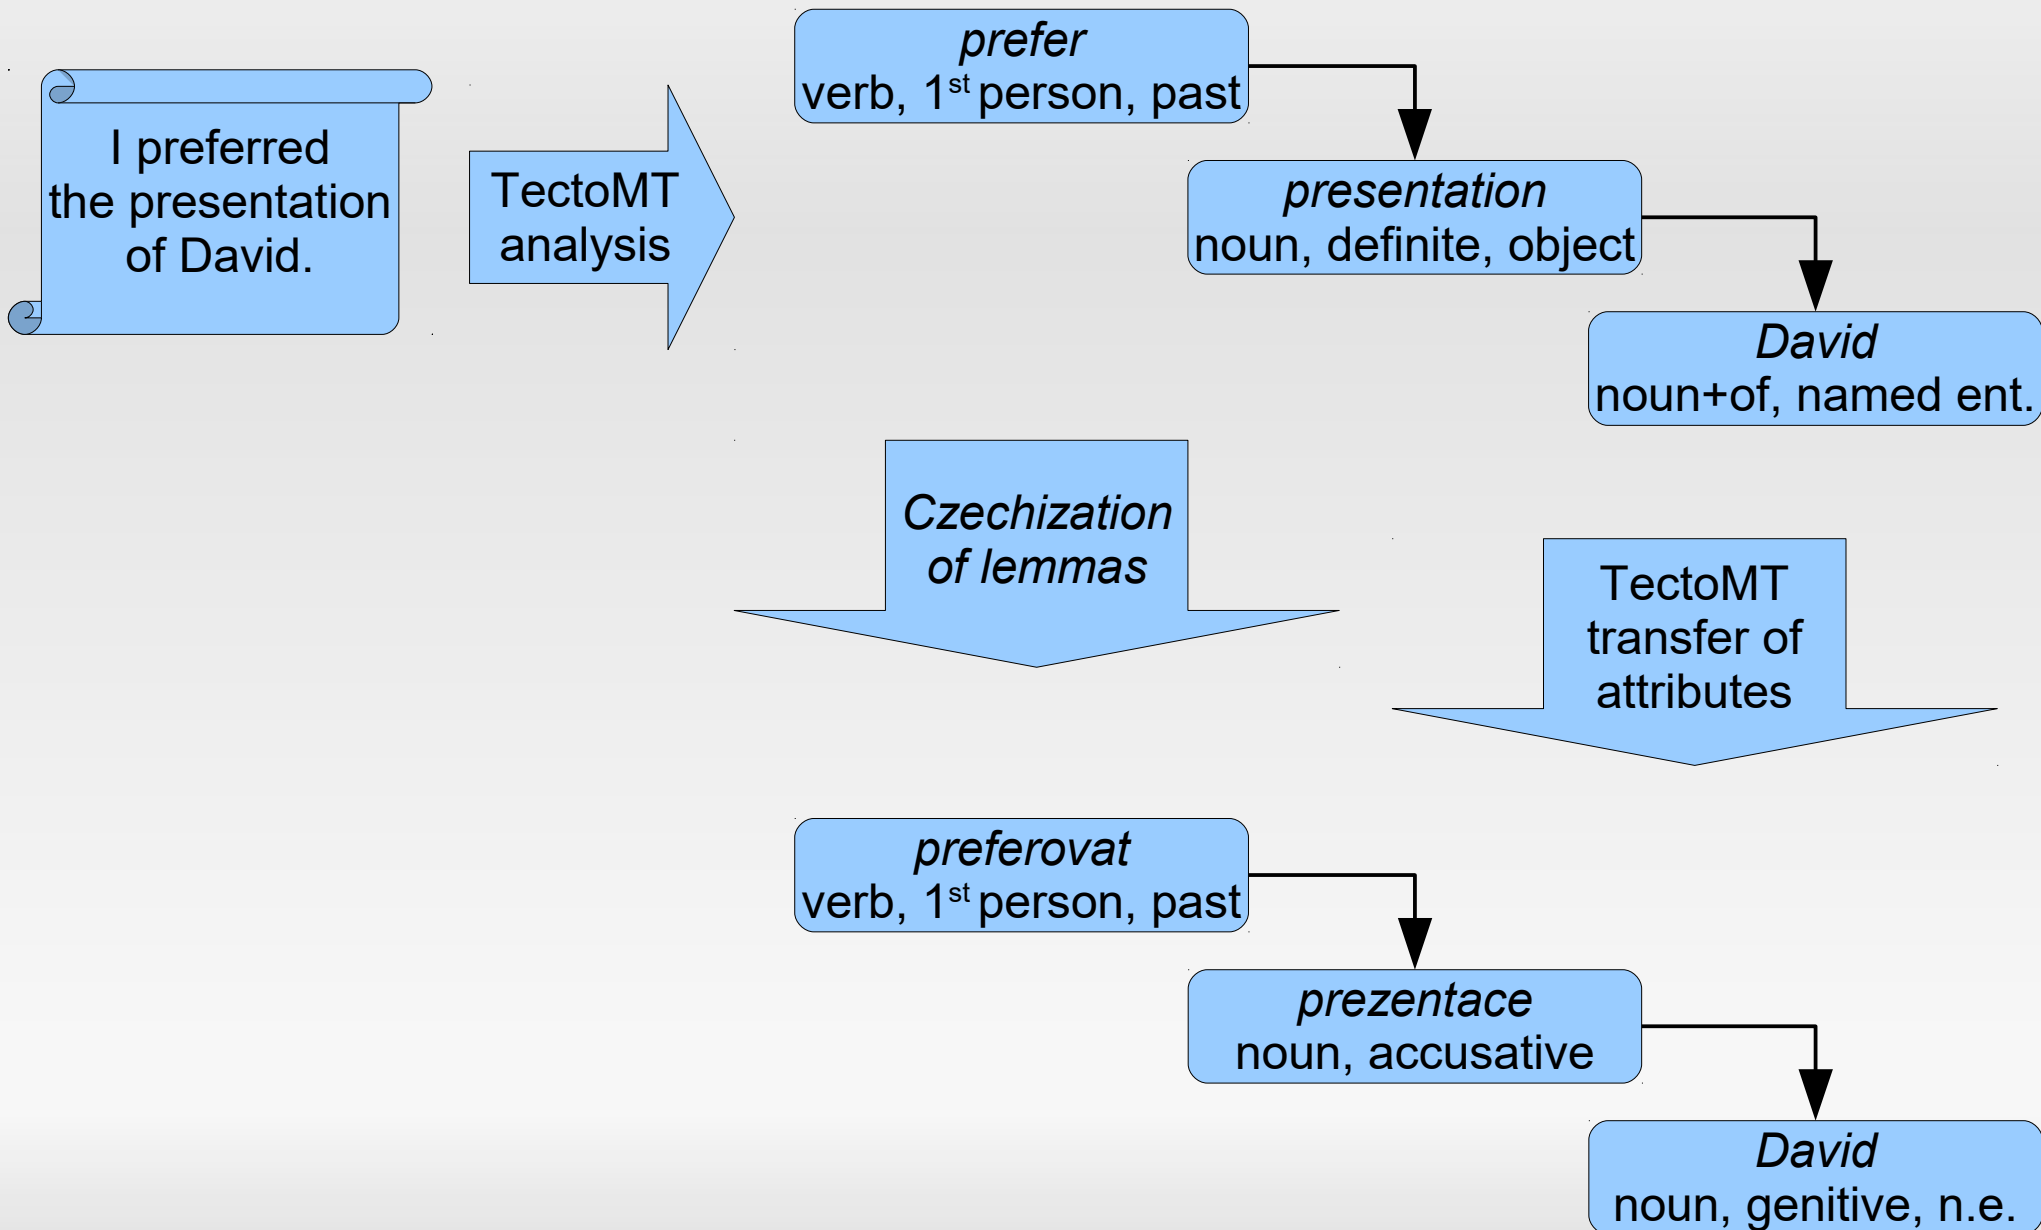 I preferred
the presentation
of David.
TectoMT
analysis
prefer
verb, 1st person, past
presentation
noun, definite, object
David
noun+of, named ent.
Czechization
of lemmas
TectoMT
transfer of
attributes
preferovat
verb, 1st person, past
prezentace
noun, accusative
David
noun, genitive, n.e.